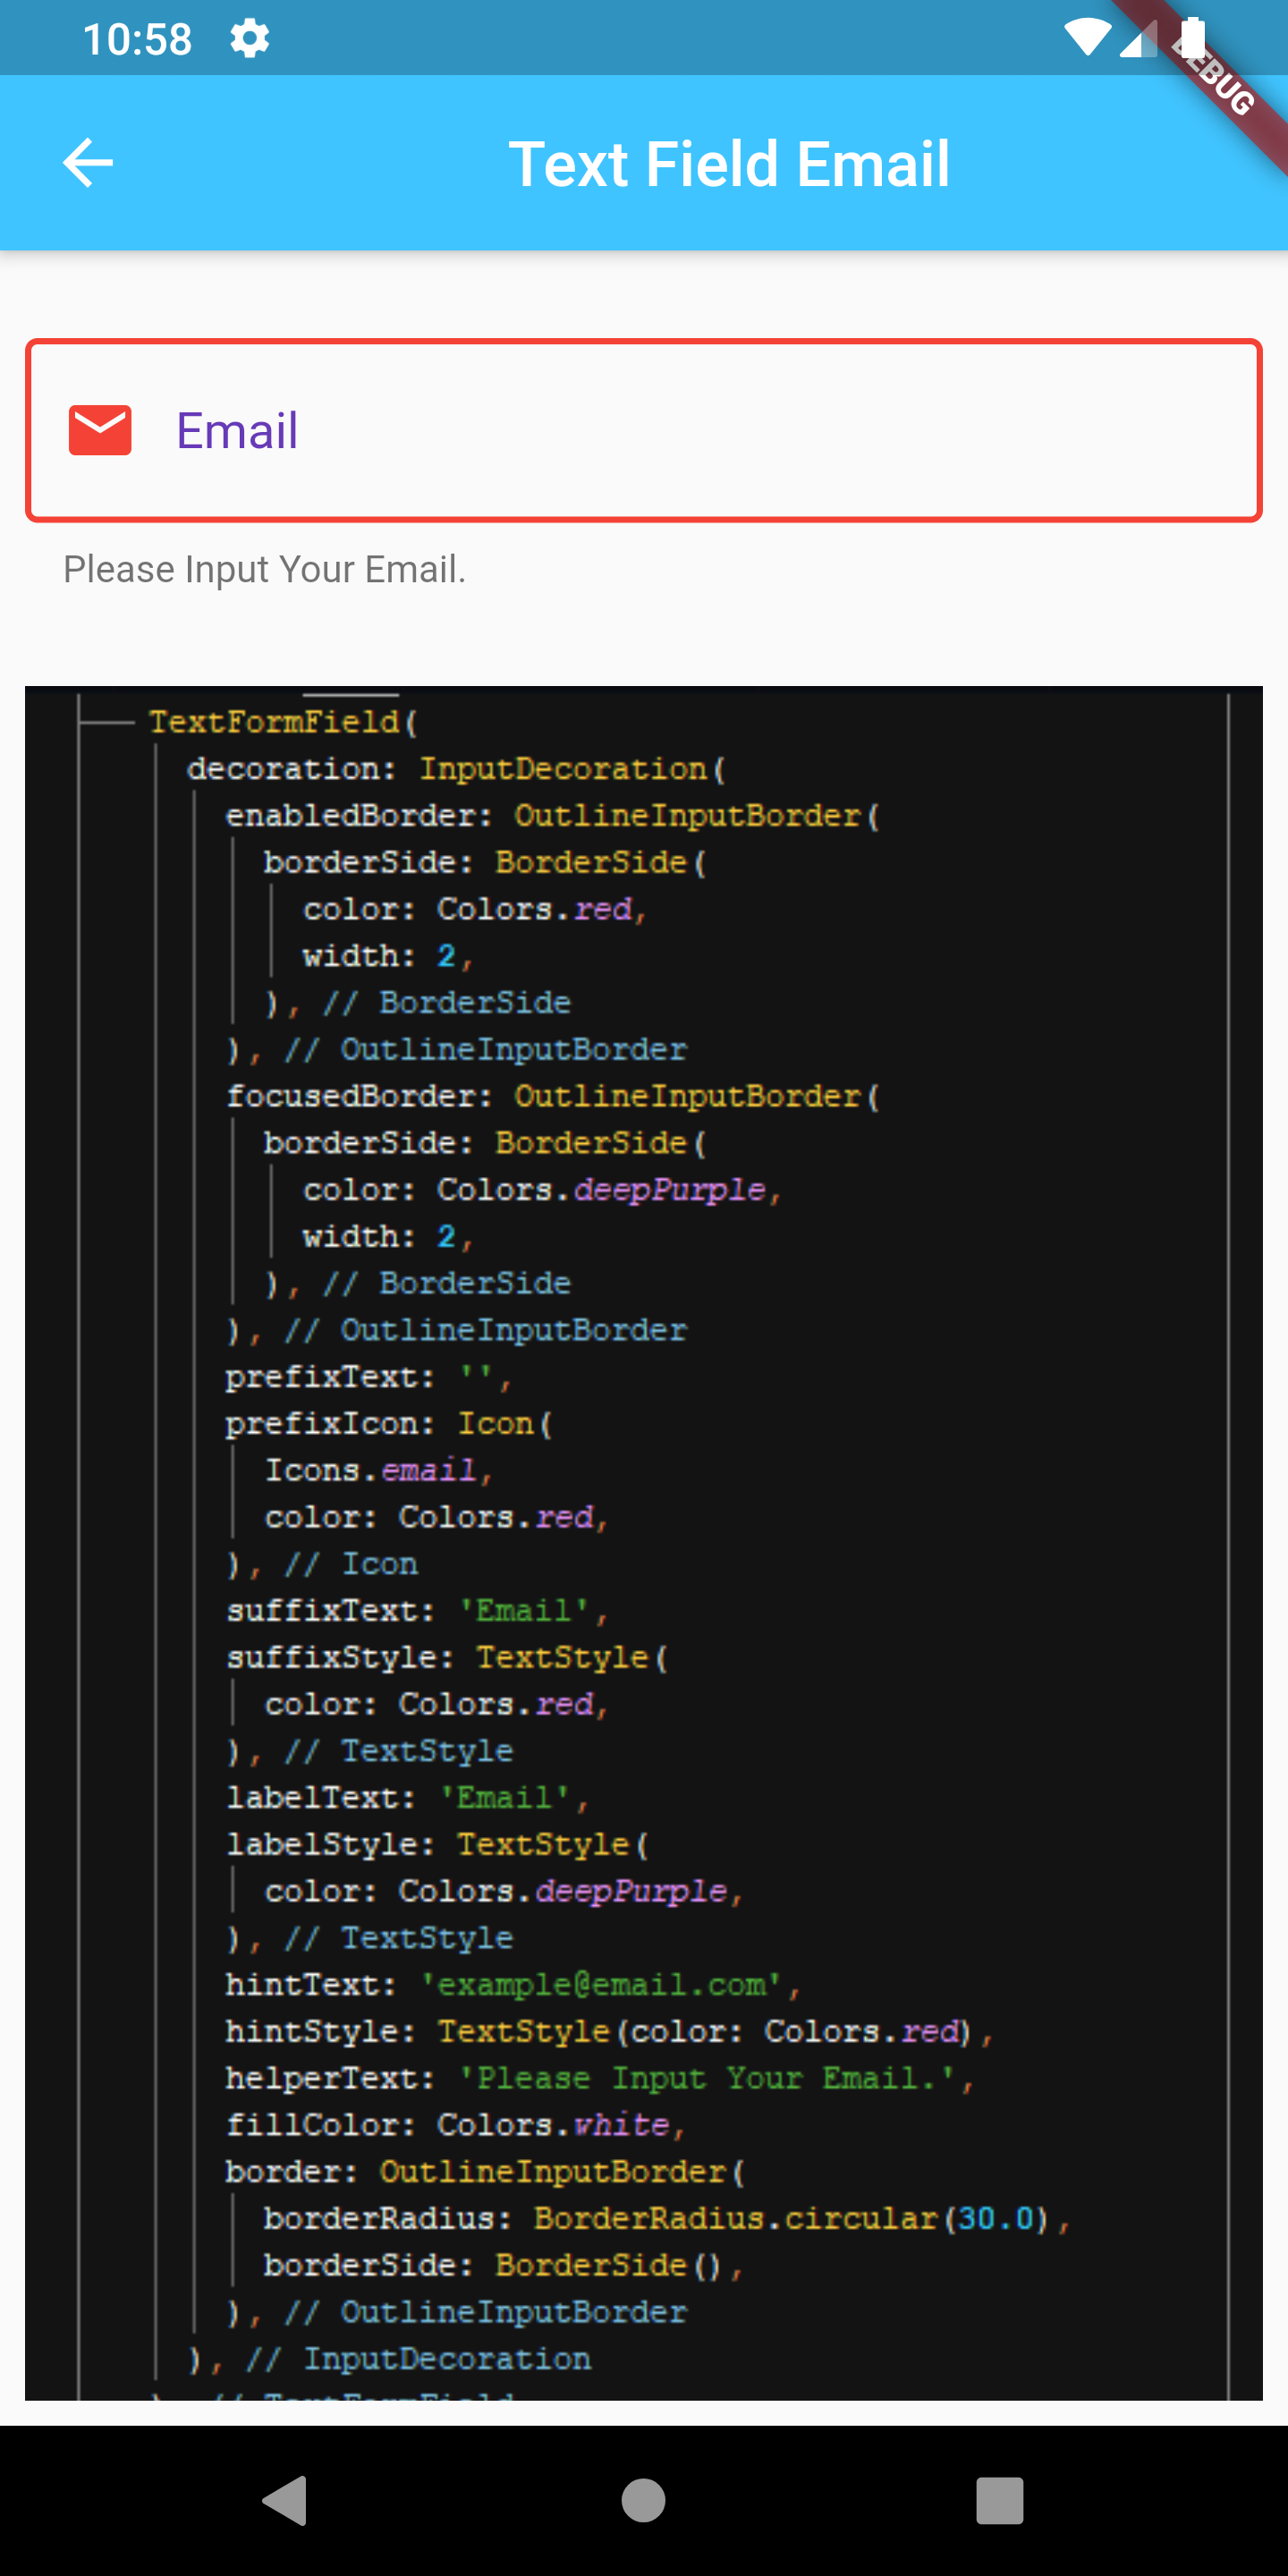 10:58
DEBUG
Text Field Email
Email
Please Input Your Email.
TextFormField(
decoration: InputDecoration(
enabledBorder: OutlineInputBorder(
borderSide: BorderSide(
color: Colors.red,
width: 2,
), // BorderSide
), // OutlineInputBorder
focusedBorder: OutlineInputBorder(
borderSide: BorderSide(
color: Colors.deepPurple,
width: 2,
), // BorderSide
), // OutlineInputBorder
prefixText: '',
prefixIcon: Icon(
Icons.email,
color: Colors.red,
), // Icon
suffixText: 'Email',
suffixStyle: TextStyle(
color: Colors.red,
), // TextStyle
labelText: 'Email',
labelStyle: TextStyle(
color: Colors.deepPurple,
), // TextStyle
hintText: 'example@email.com',
hintStyle: TextStyle(color: Colors.red),
helperText: 'Please Input Your Email.',
fillColor: Colors.white,
border: OutlineInputBorder(
borderRadius: BorderRadius.circular(30.0),
borderSide: BorderSide(),
), // OutlineInputBorder
), // InputDecoration
), // TextFormField